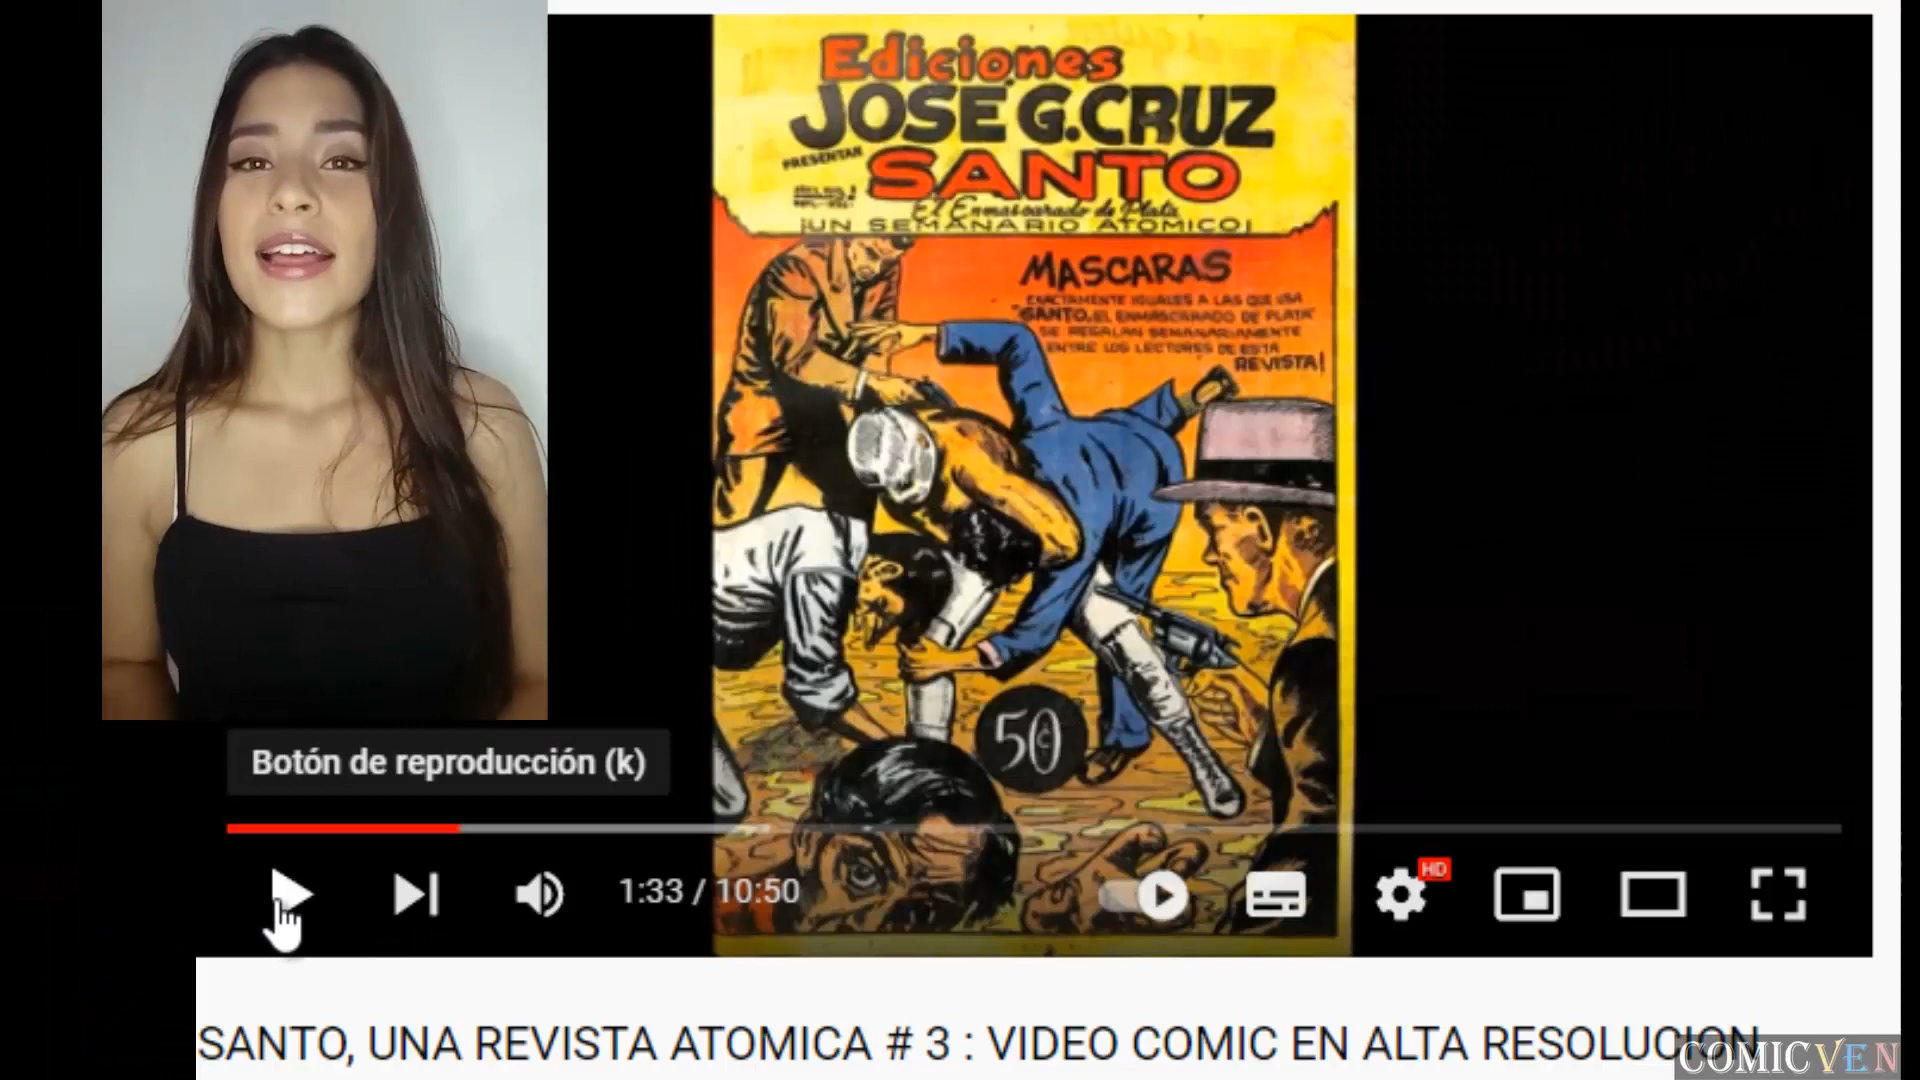 Ediciones
JOSE G. CRUZ
PRESENTAN
SANTO
El Enmascarado de Plata
¡UN SEMANARIO ATOMICO¡
MASCARAS
EXACTAMENTE IGUALES A LAS QUE USA
"SANTO, EL ENMASCARADO DE PLATA"
SE REGALAN SEMANARIAMENTE
ENTRE LOS LECTORES DE ESTA
REVISTA!
50¢
Botón de reproducción (k)
1:33 / 10:50
HD
SANTO, UNA REVISTA ATOMICA # 3 : VIDEO COMIC EN ALTA RESOLUCION
COMICVEN